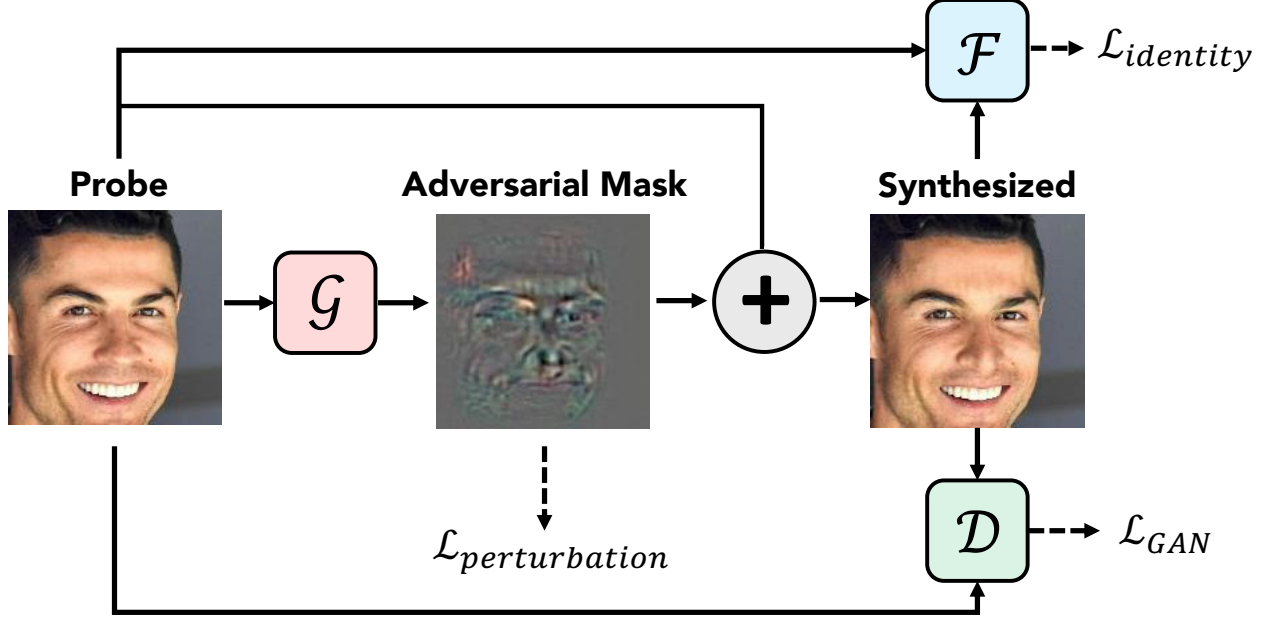 ℱ
ℒ_identity
Probe
Adversarial Mask
Synthesized
𝒢
+
ℒ_perturbation
𝒟
ℒ_GAN